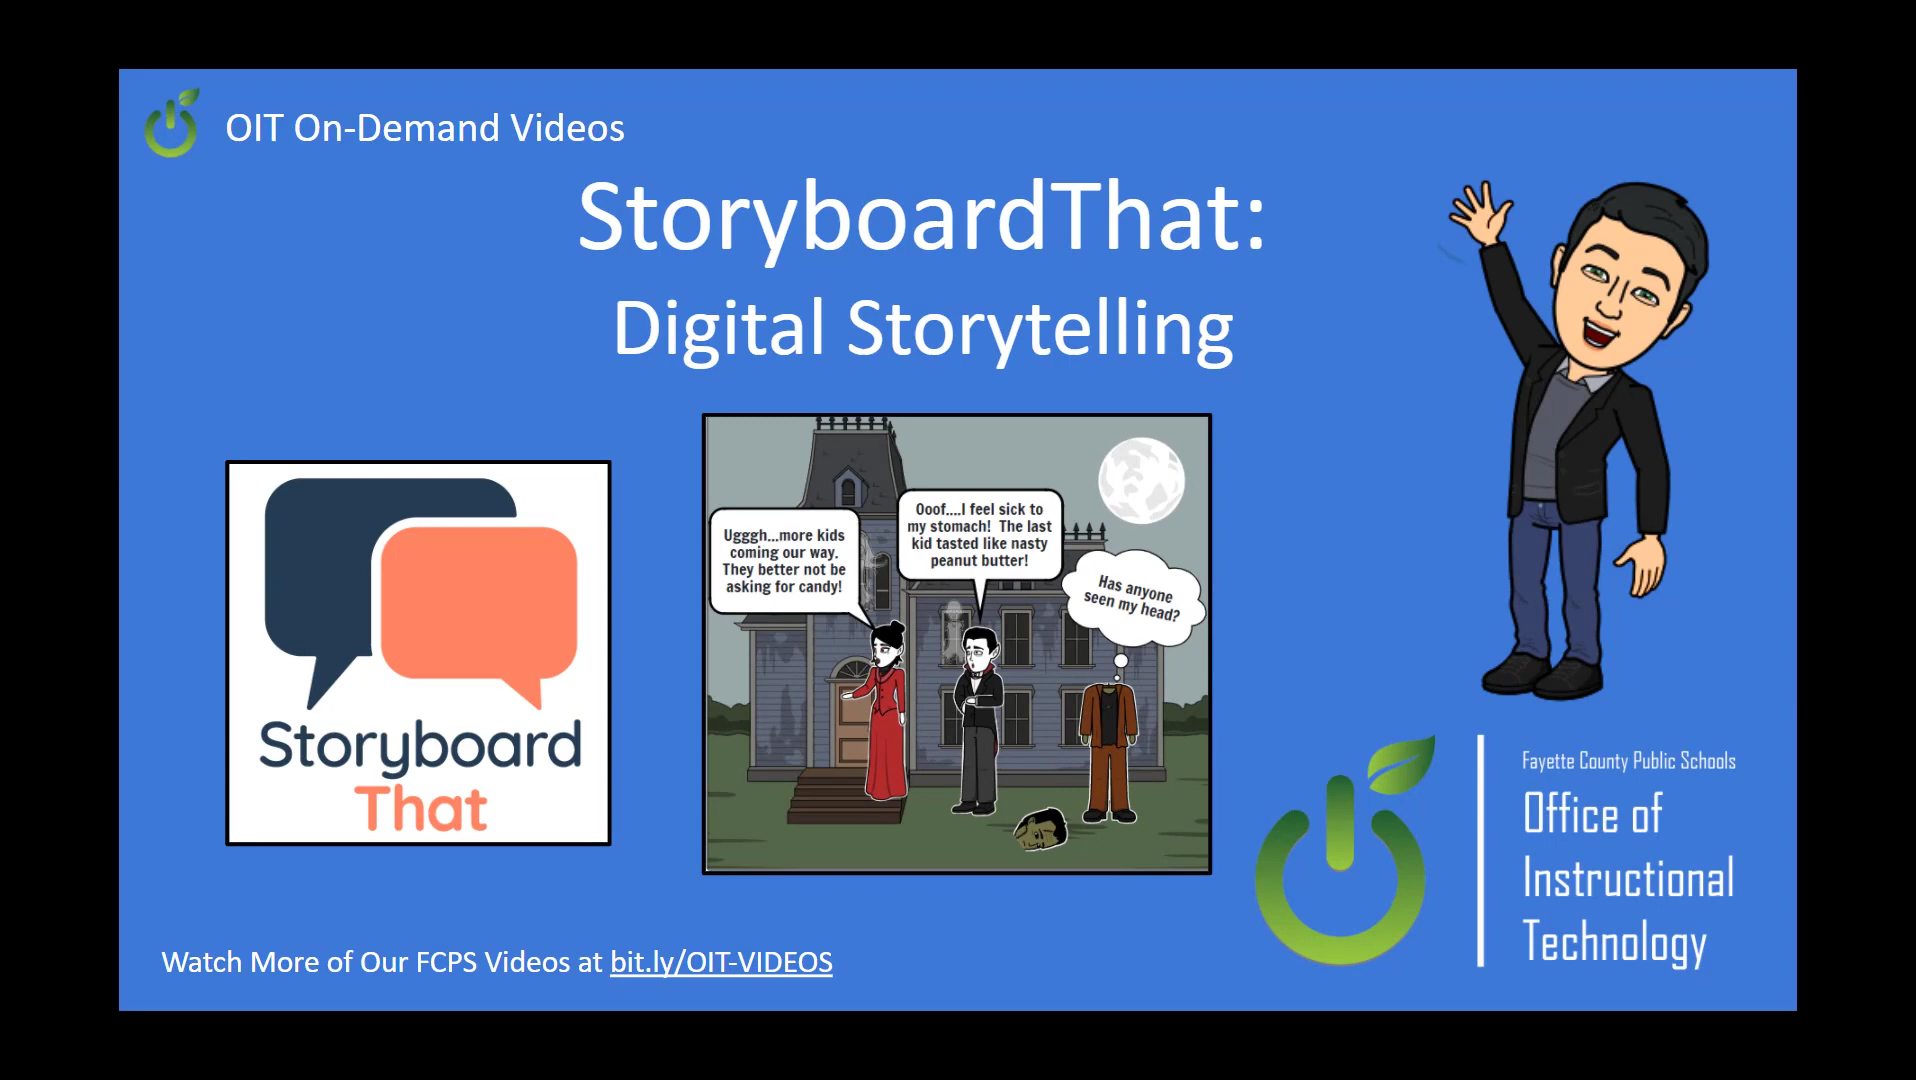 OIT On-Demand Videos
StoryboardThat:
Digital Storytelling
Storyboard
That
Ugggh...more kids
coming our way.
They better not be
asking for candy!
Ooof....I feel sick to
my stomach! The last
kid tasted like nasty
peanut butter!
Has anyone
seen my head?
Fayette County Public Schools
Office of
Instructional
Technology
Watch More of Our FCPS Videos at bit.ly/OIT-VIDEOS